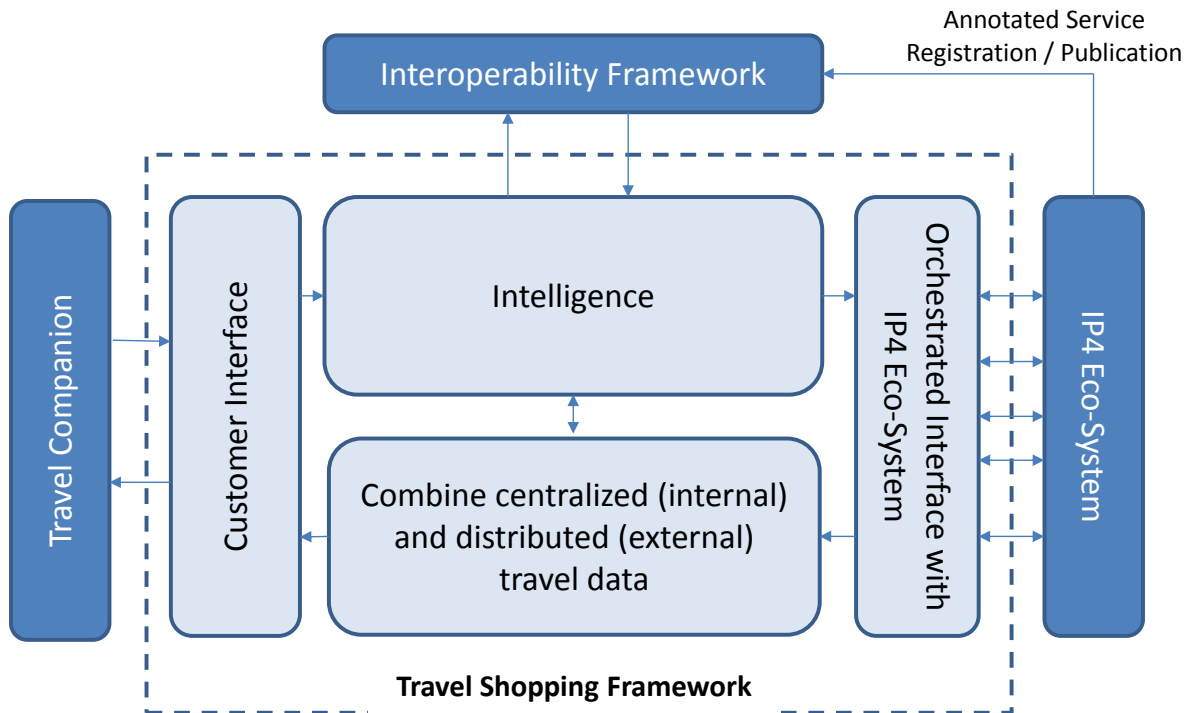 Annotated Service
Registration / Publication
Interoperability Framework
Travel Companion
Customer Interface
Intelligence
Combine centralized (internal)
and distributed (external)
travel data
Orchestrated Interface with
IP4 Eco-System
IP4 Eco-System
Travel Shopping Framework